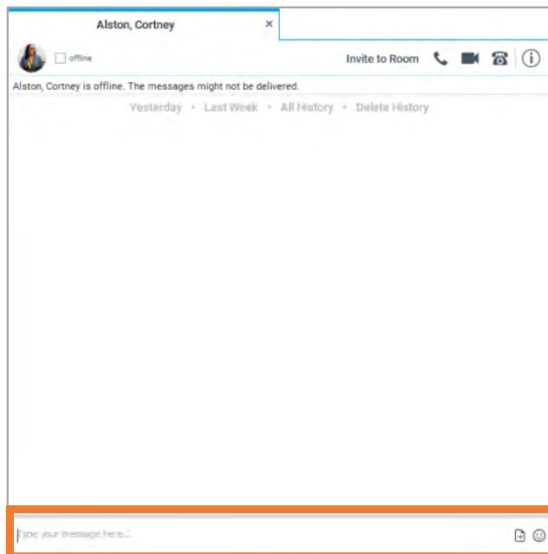 Alston, Cortney ×
offline Invite to Room
Alston, Cortney is offline. The messages might not be delivered.
Yesterday • Last Week • All History • Delete History
Type your message here...